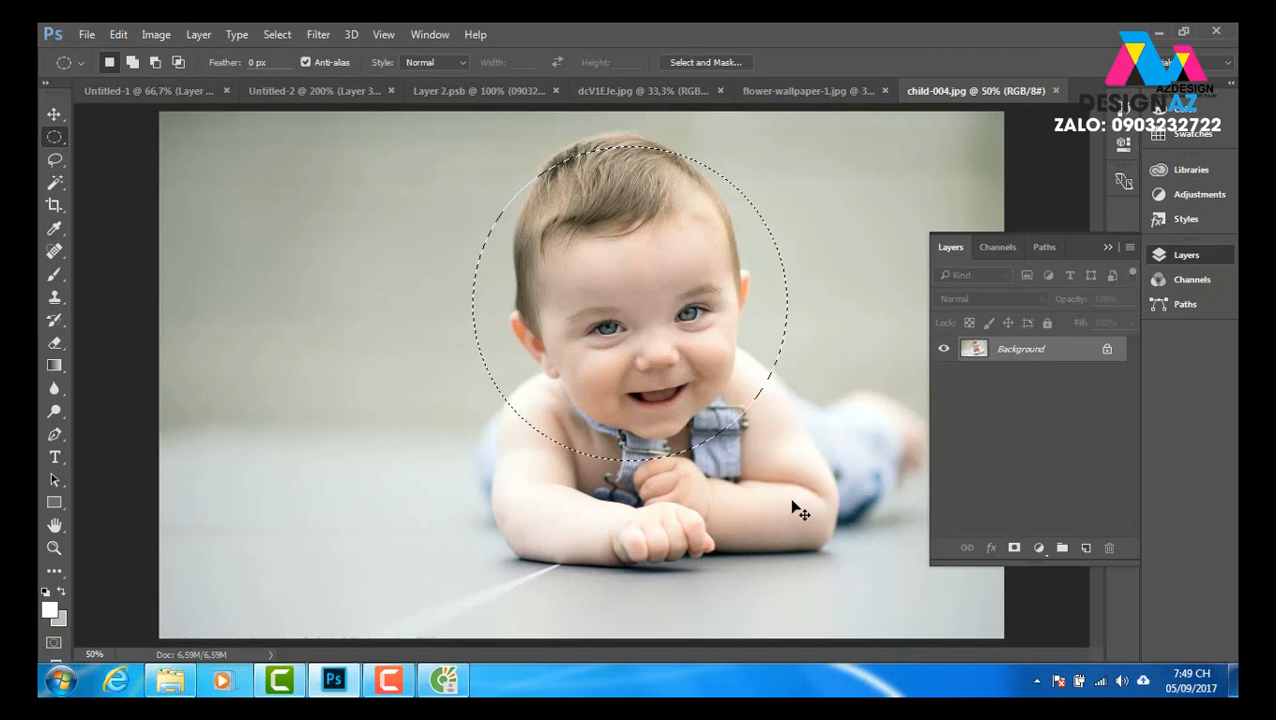 Ps File Edit Image Layer Type Select Filter 3D View Window Help
Feather: 0 px Anti-alias Style: Normal Width: Height: Select and Mask...
Untitled-1 @ 66,7% (Layer ... × Untitled-2 @ 200% (Layer 3... × Layer 2.psb @ 100% (09032... × dcV1EJe.jpg @ 33,3% (RGB... × flower-wallpaper-1.jpg @ 3... × child-004.jpg @ 50% (RGB/8#) ×
AZDESIGN
DESIGNAZ
ZALO: 0903232722
Swatches
Libraries
Adjustments
Styles
Layers
Channels
Paths
Layers Channels Paths
Kind
Normal Opacity: 100%
Lock: Fill: 100%
Background
fx
50% Doc: 6,59M/6,59M
Ps
7:49 CH
05/09/2017